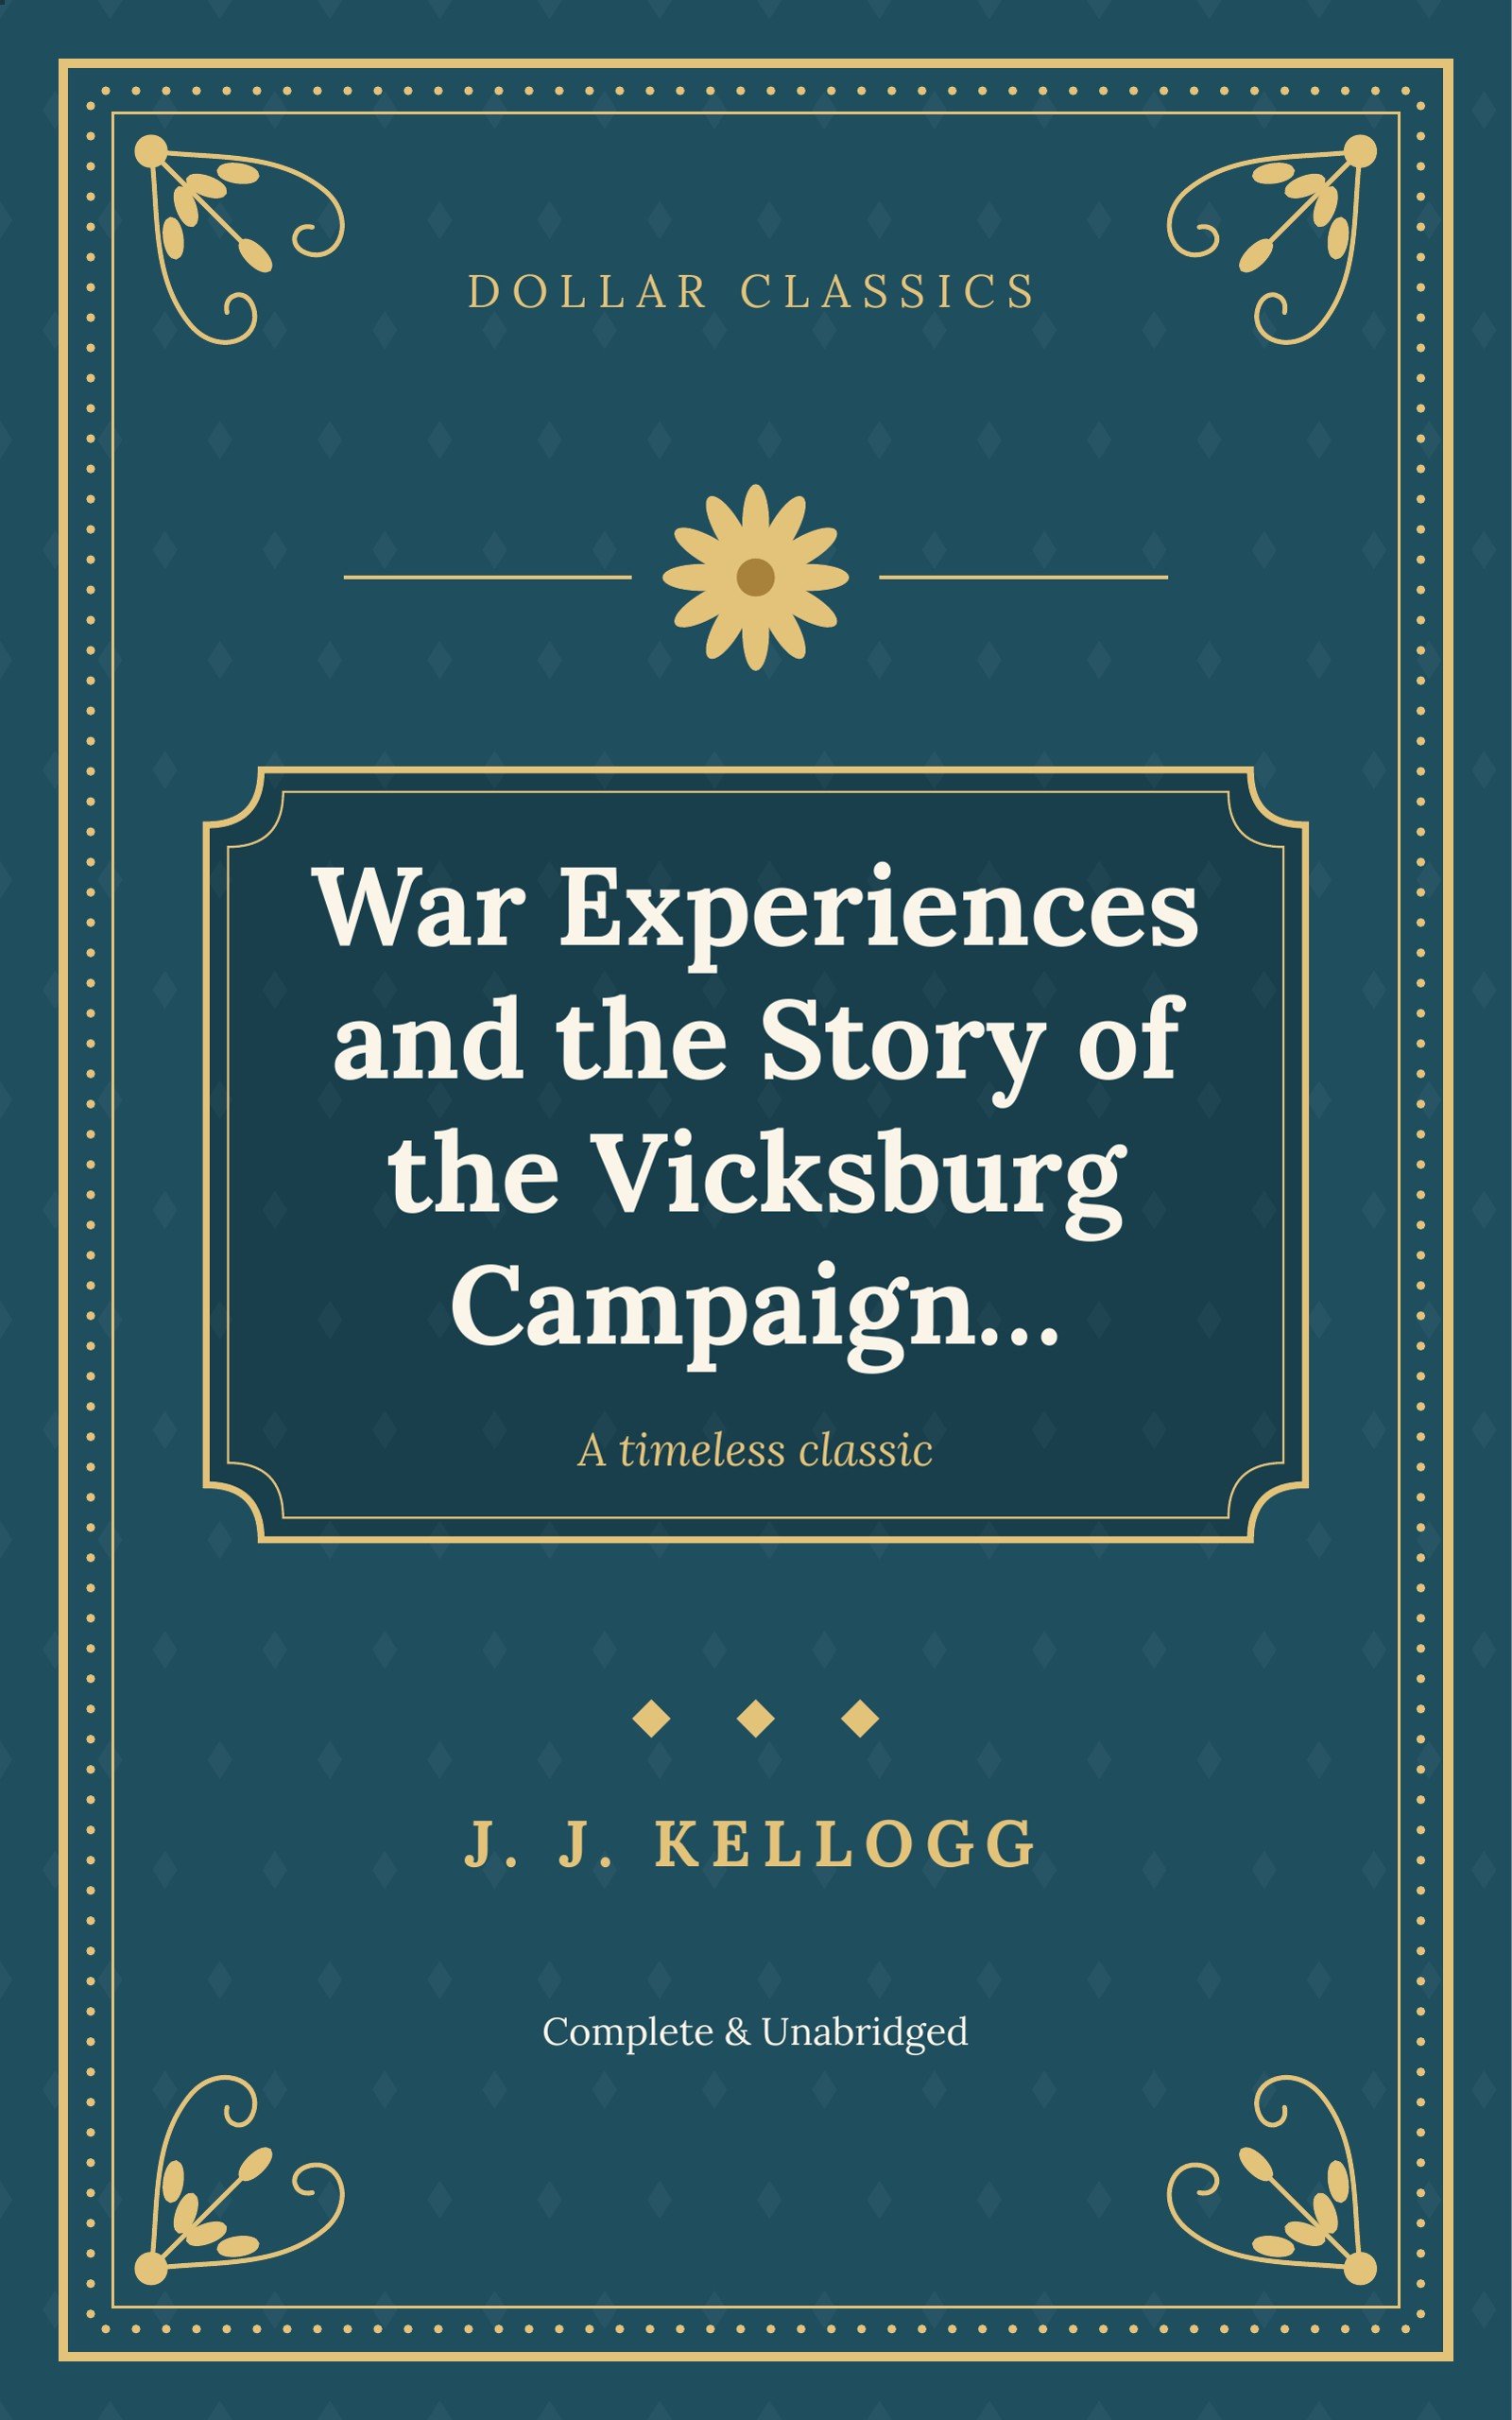 DOLLAR CLASSICS
War Experiences
and the Story of
the Vicksburg
Campaign...
A timeless classic
J. J. KELLOGG
Complete & Unabridged